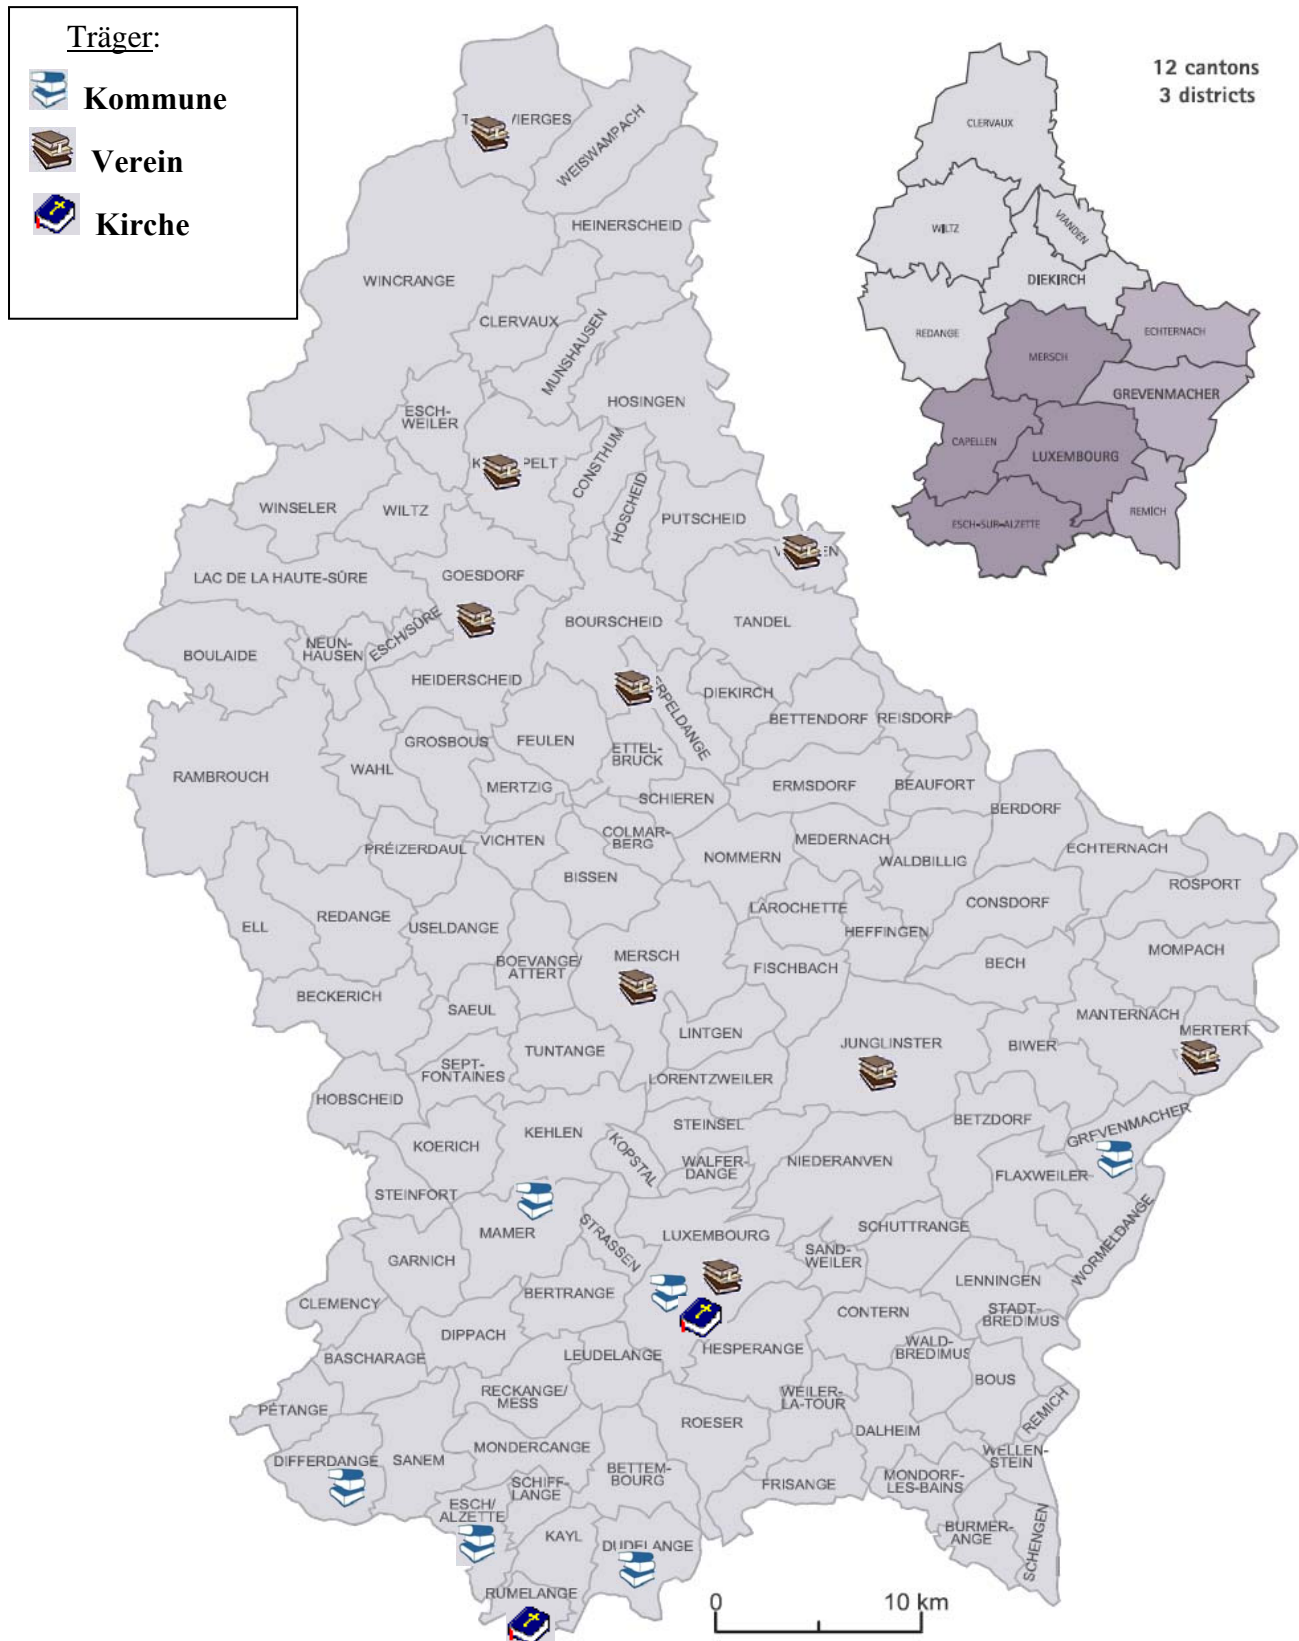 Träger:
Kommune
Verein
Kirche
12 cantons
3 districts
CLERVAUX
WILTZ
VIANDEN
DIEKIRCH
REDANGE
MERSCH
ECHTERNACH
GREVENMACHER
CAPELLEN
LUXEMBOURG
ESCH-SUR-ALZETTE
REMICH
WEISWAMPACH
HEINERSCHEID
WINCRANGE
CLERVAUX
MUNSHAUSEN
HOSINGEN
ESCH-
WEILER
CONSTHUM
HOSCHEID
WINSELER
WILTZ
PUTSCHEID
LAC DE LA HAUTE-SÛRE
GOESDORF
ESCH/SÛRE
BOURSCHEID
TANDEL
BOULAIDE
NEUN-
HAUSEN
HEIDERSCHEID
ERPELDANGE
DIEKIRCH
BETTENDORF
REISDORF
GROSBOUS
FEULEN
ETTEL-
BRUCK
RAMBROUCH
WAHL
MERTZIG
SCHIEREN
ERMSDORF
BEAUFORT
BERDORF
PRÉIZERDAUL
VICHTEN
COLMAR-
BERG
NOMMERN
MEDERNACH
WALDBILLIG
ECHTERNACH
BISSEN
ROSPORT
ELL
REDANGE
USELDANGE
LAROCHETTE
HEFFINGEN
CONSDORF
BOEVANGE/
ATTERT
MERSCH
FISCHBACH
BECH
MOMPACH
BECKERICH
SAEUL
LINTGEN
JUNGLINSTER
BIWER
MANTERNACH
MERTERT
SEPT-
FONTAINES
TUNTANGE
LORENTZWEILER
HOBSCHEID
KOERICH
KEHLEN
KOPSTAL
STEINSEL
WALFER-
DANGE
NIEDERANVEN
BETZDORF
GREVENMACHER
FLAXWEILER
STEINFORT
MAMER
STRASSEN
LUXEMBOURG
SCHUTTRANGE
SAND-
WEILER
WORMELDANGE
GARNICH
BERTRANGE
LENNINGEN
CLEMENCY
DIPPACH
CONTERN
STADT-
BREDIMUS
BASCHARAGE
LEUDELANGE
HESPERANGE
WALD-
BREDIMUS
BOUS
REMICH
RECKANGE/
MESS
WEILER-
LA-TOUR
PÉTANGE
ROESER
DALHEIM
DIFFERDANGE
SANEM
MONDERCANGE
BETTEM-
BOURG
FRISANGE
MONDORF-
LES-BAINS
WELLEN-
STEIN
SCHIFF-
LANGE
ESCH/
ALZETTE
KAYL
DUDELANGE
BURMER-
ANGE
SCHENGEN
RUMELANGE
0 10 km